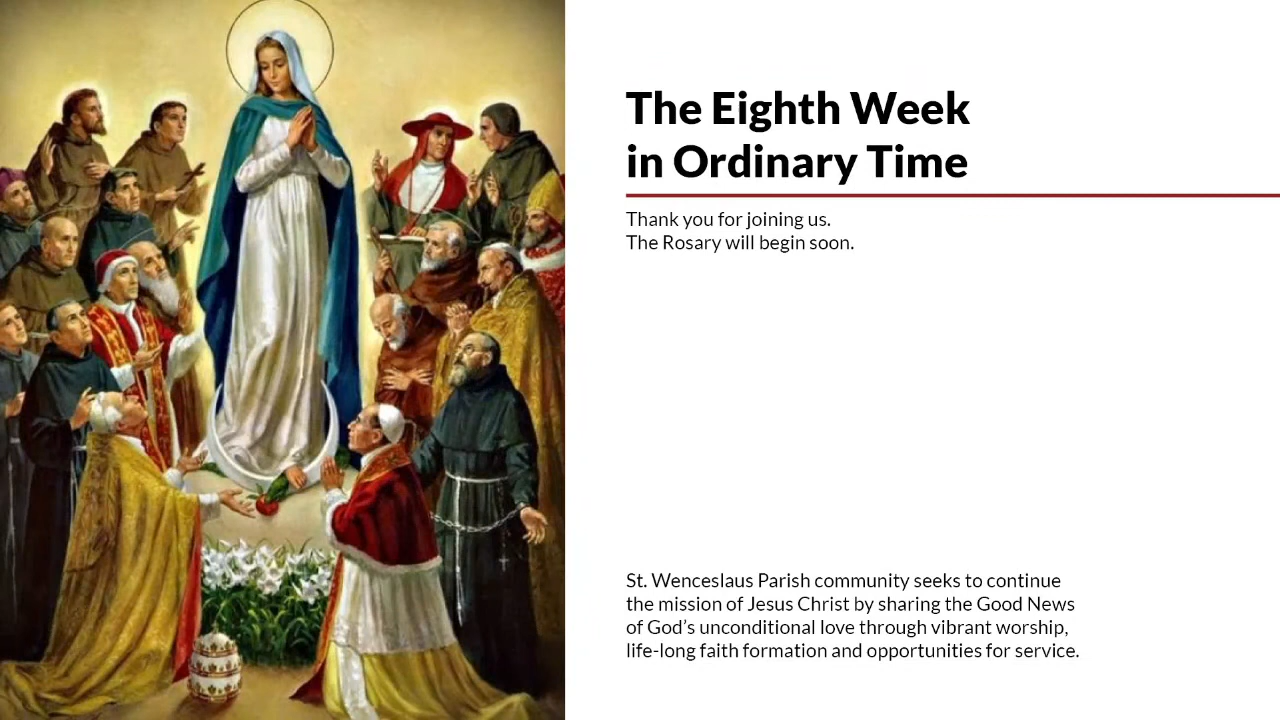 The Eighth Week
in Ordinary Time
Thank you for joining us.
The Rosary will begin soon.
St. Wenceslaus Parish community seeks to continue
the mission of Jesus Christ by sharing the Good News
of God’s unconditional love through vibrant worship,
life-long faith formation and opportunities for service.